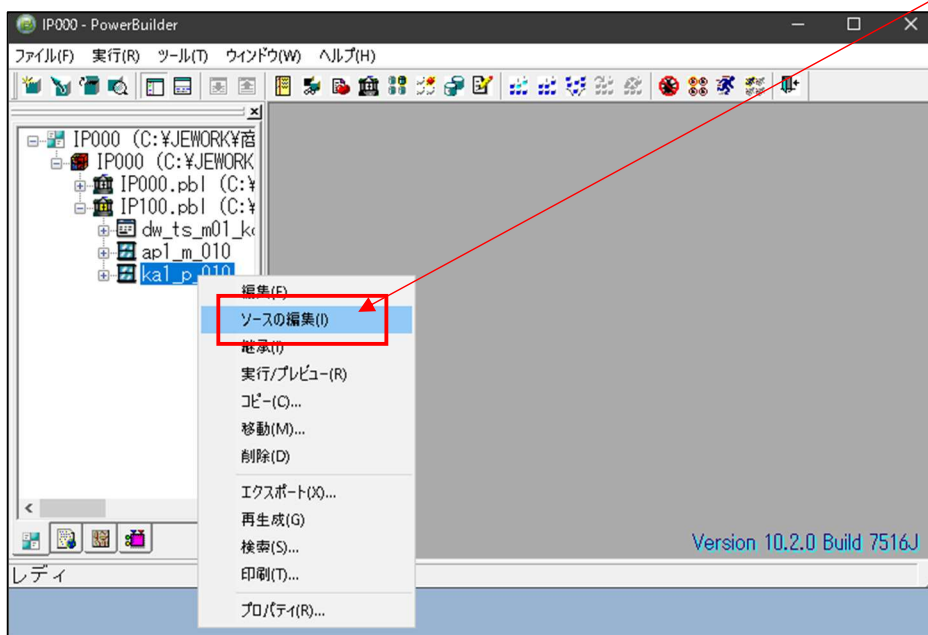 IP000 - PowerBuilder
ファイル(F) 実行(R) ツール(T) ウィンドウ(W) ヘルプ(H)
IP000 (C:¥JEWORK¥商
IP000 (C:¥JEWORK
IP000.pbl (C:¥
IP100.pbl (C:¥
dw_ts_m01_k
ap1_m_010
ka1_p_010
編集(E)
ソースの編集(I)
継承(I)
実行/プレビュー(R)
コピー(C)...
移動(M)...
削除(D)
エクスポート(X)...
再生成(G)
検索(S)...
印刷(T)...
プロパティ(R)...
Version 10.2.0 Build 7516J
レディ